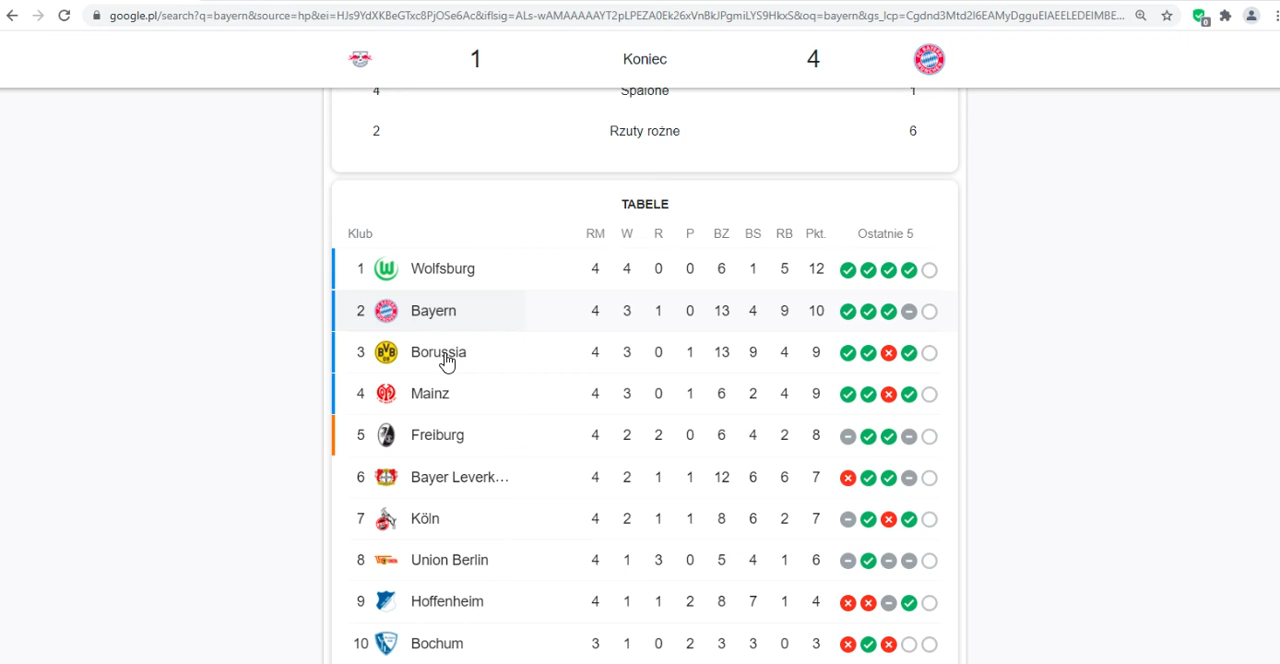 google.pl/search?q=bayern&source=hp&ei=HJs9YdXKBeGTxc8PjOSe6Ac&iflsig=ALs-wAMAAAAAYT2pLPEZA0Ek26xVnBkJPgmiLYS9HkxS&oq=bayern&gs_lcp=Cgdnd3Mtd2l6EAMyDgguEIAEELEDEIMBE...
1 Koniec 4
4 Spalone 1
2 Rzuty rożne 6
TABELE
Klub RM W R P BZ BS RB Pkt. Ostatnie 5
1 Wolfsburg 4 4 0 0 6 1 5 12
2 Bayern 4 3 1 0 13 4 9 10
3 Borussia 4 3 0 1 13 9 4 9
4 Mainz 4 3 0 1 6 2 4 9
5 Freiburg 4 2 2 0 6 4 2 8
6 Bayer Leverk... 4 2 1 1 12 6 6 7
7 Köln 4 2 1 1 8 6 2 7
8 Union Berlin 4 1 3 0 5 4 1 6
9 Hoffenheim 4 1 1 2 8 7 1 4
10 Bochum 3 1 0 2 3 3 0 3